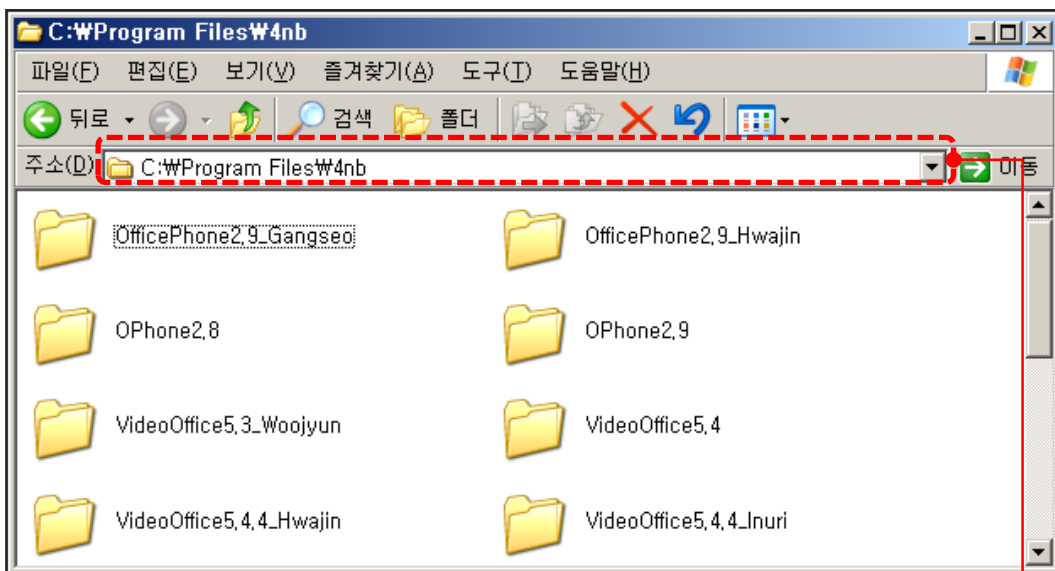 C:₩Program Files₩4nb
파일(F) 편집(E) 보기(V) 즐겨찾기(A) 도구(T) 도움말(H)
뒤로 검색 폴더
주소(D) C:₩Program Files₩4nb 이동
OfficePhone2,9_Gangseo OfficePhone2,9_Hwajin
OPhone2,8 OPhone2,9
VideoOffice5,3_Woojyun VideoOffice5,4
VideoOffice5,4,4_Hwajin VideoOffice5,4,4_Inuri